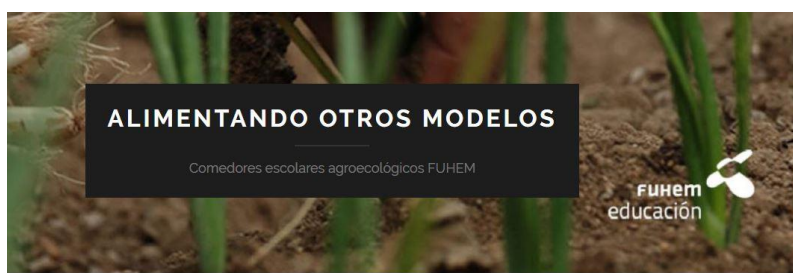 ALIMENTANDO OTROS MODELOS
Comedores escolares agroecológicos FUHEM
FUHEM
educación